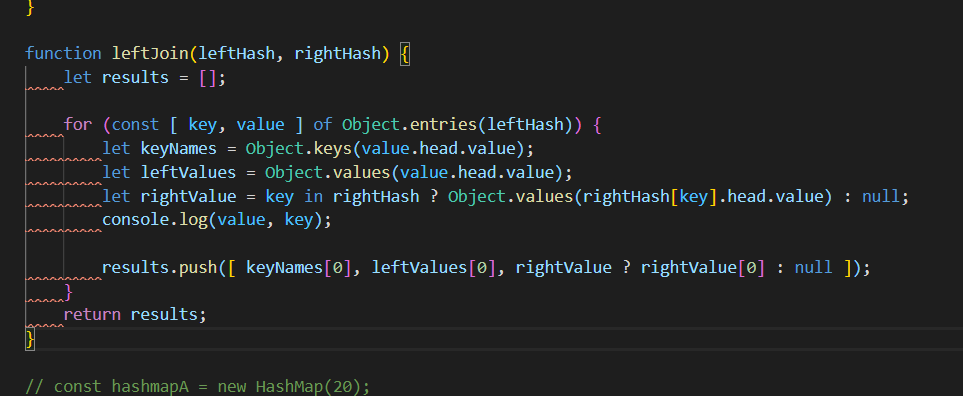 }
function leftJoin(leftHash, rightHash) {
let results = [];
for (const [ key, value ] of Object.entries(leftHash)) {
let keyNames = Object.keys(value.head.value);
let leftValues = Object.values(value.head.value);
let rightValue = key in rightHash ? Object.values(rightHash[key].head.value) : null;
console.log(value, key);
results.push([ keyNames[0], leftValues[0], rightValue ? rightValue[0] : null ]);
}
return results;
}
// const hashmapA = new HashMap(20);